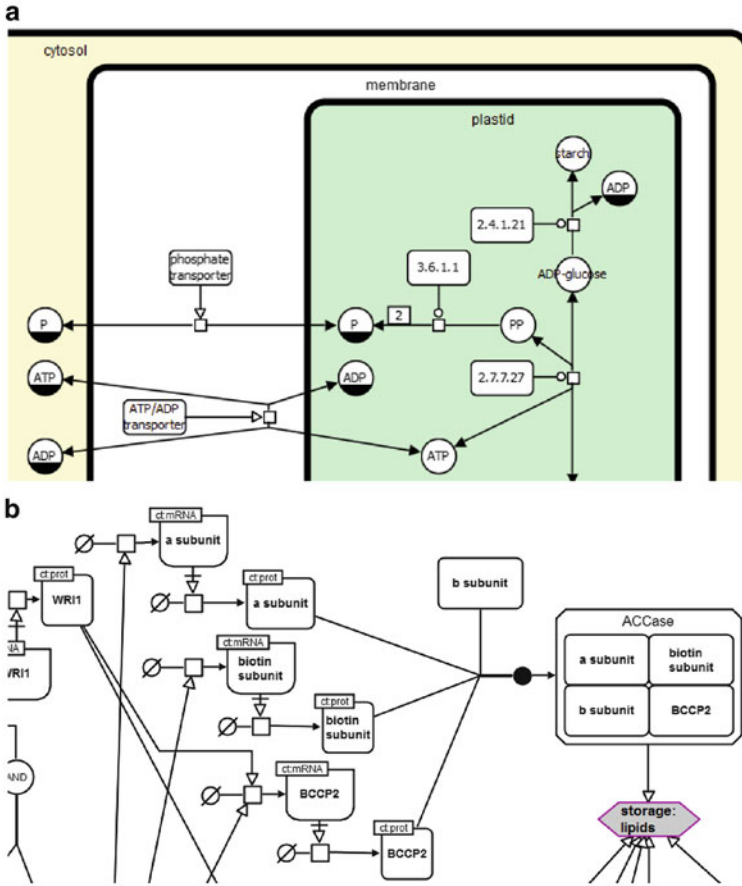 a
cytosol
membrane
plastid
starch
ADP
2.4.1.21
phosphate
transporter
3.6.1.1
ADP-glucose
P
P
2
PP
ATP
ADP
2.7.7.27
ATP/ADP
transporter
ADP
ATP
b
ct:mRNA
a subunit
ct:prot
WRI1
ct:prot
a subunit
b subunit
NA
WRI1
ct:mRNA
biotin
subunit
ct:prot
biotin
subunit
ACCase
a subunit
biotin
subunit
b subunit
BCCP2
AND
ct:mRNA
BCCP2
ct:prot
BCCP2
storage:
lipids